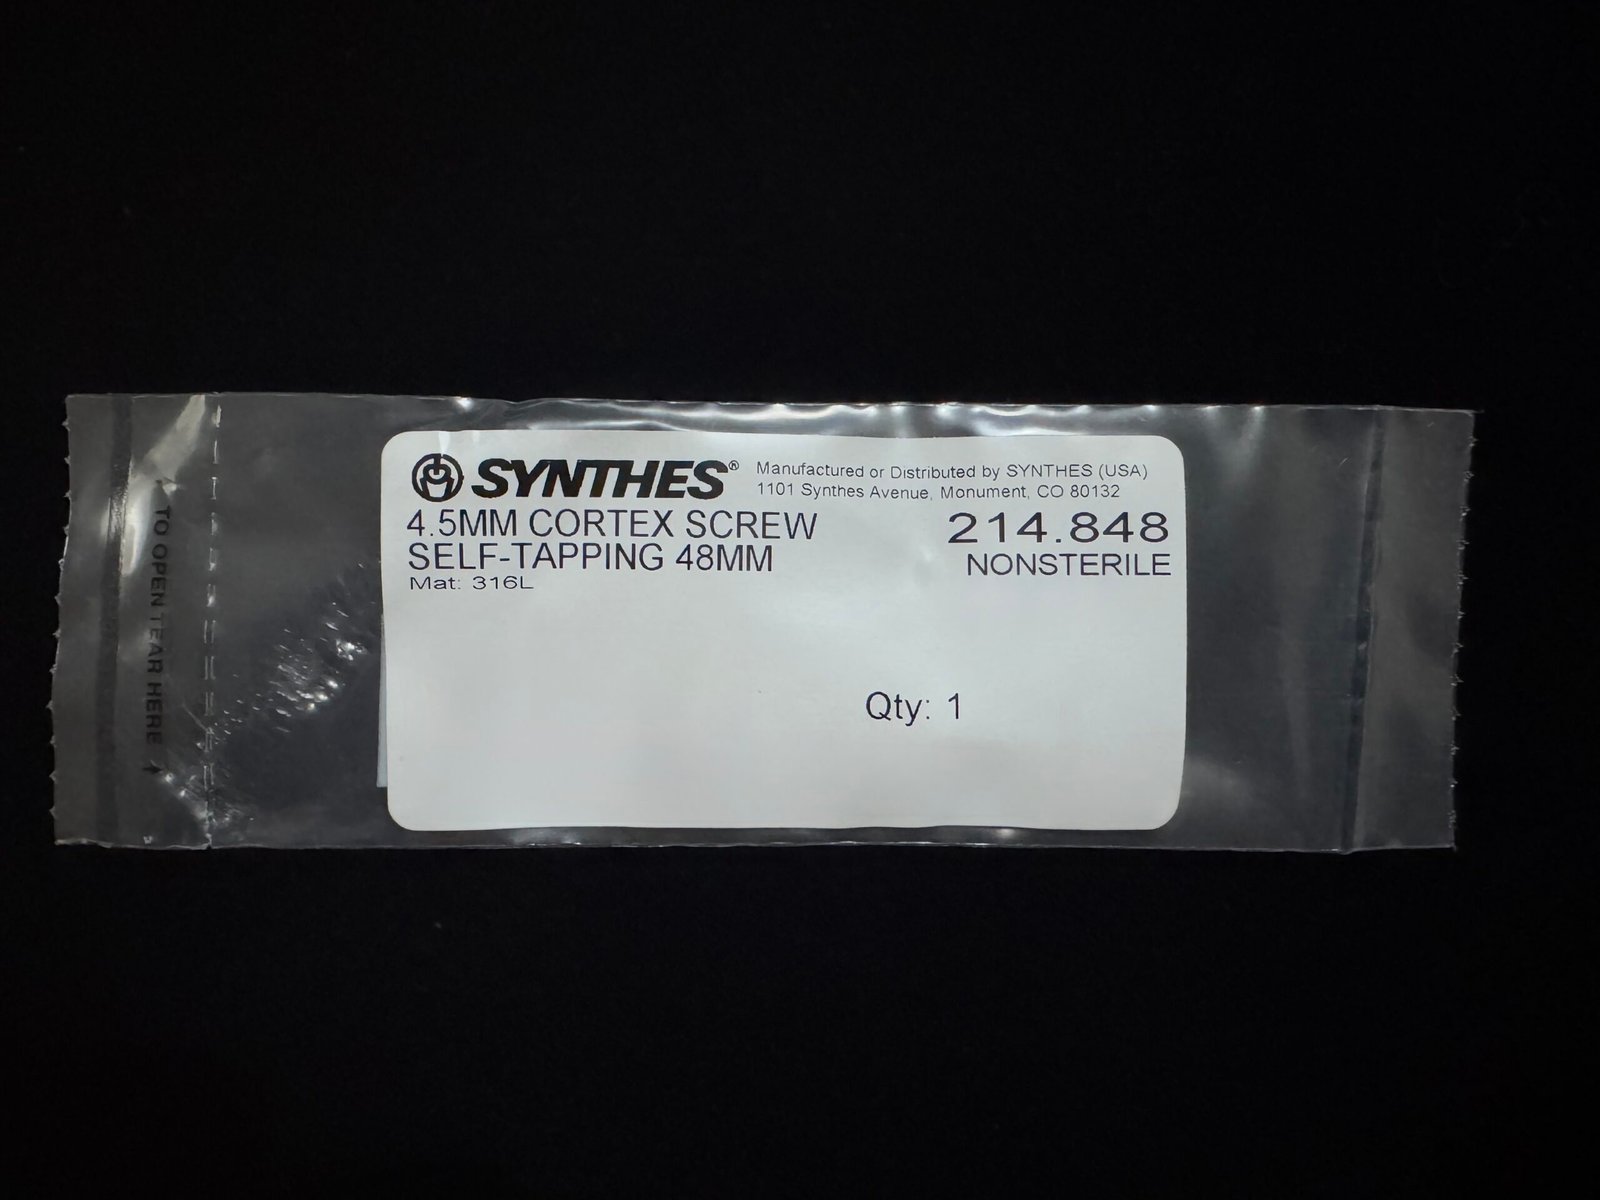 SYNTHES®
Manufactured or Distributed by SYNTHES (USA)
1101 Synthes Avenue, Monument, CO 80132
4.5MM CORTEX SCREW
SELF-TAPPING 48MM
Mat: 316L
214.848
NONSTERILE
Qty: 1
TO OPEN TEAR HERE